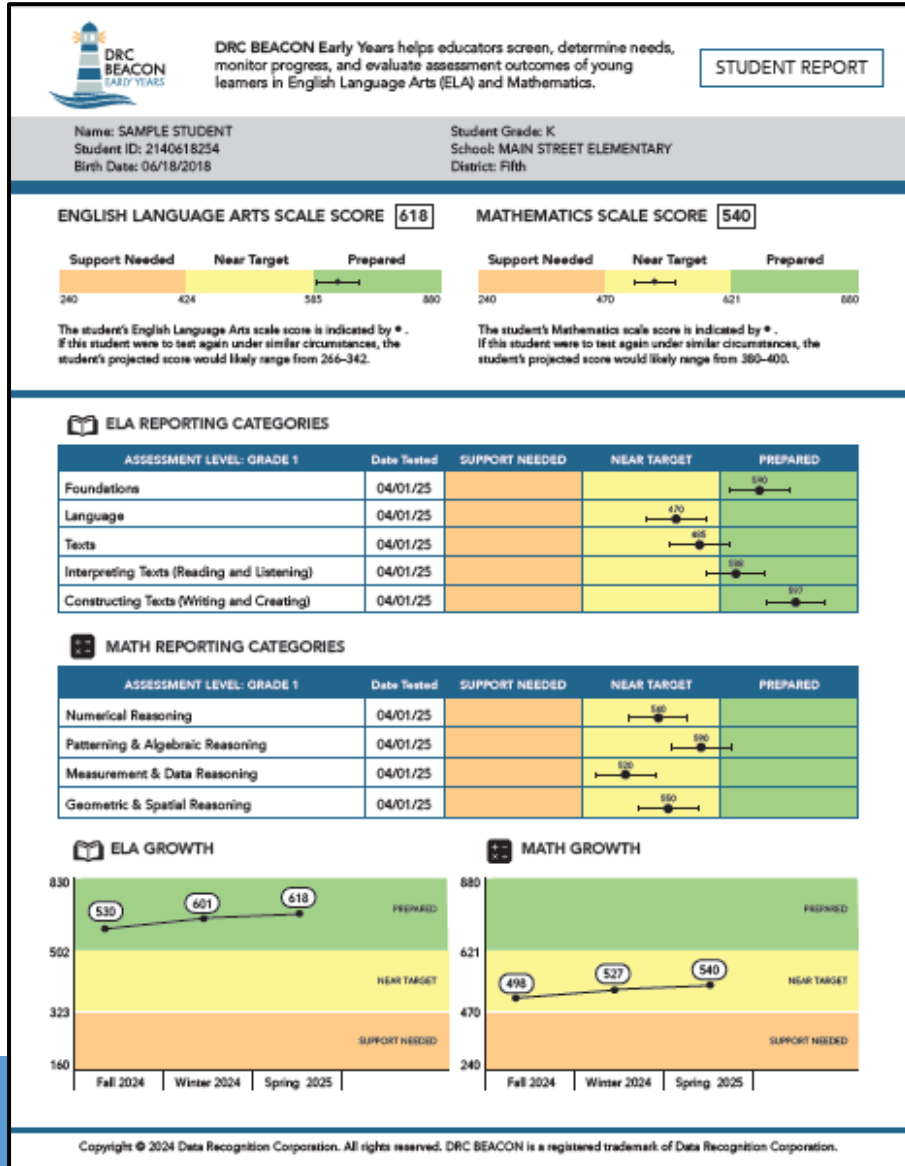 DRC
BEACON
EARLY YEARS
DRC BEACON Early Years helps educators screen, determine needs,
monitor progress, and evaluate assessment outcomes of young
learners in English Language Arts (ELA) and Mathematics.
STUDENT REPORT
Name: SAMPLE STUDENT
Student ID: 2140618254
Birth Date: 06/18/2018
Student Grade: K
School: MAIN STREET ELEMENTARY
District: Fifth
ENGLISH LANGUAGE ARTS SCALE SCORE 618
Support Needed Near Target Prepared
240 424 585 880
The student's English Language Arts scale score is indicated by • .
If this student were to test again under similar circumstances, the
student's projected score would likely range from 266–342.
MATHEMATICS SCALE SCORE 540
Support Needed Near Target Prepared
240 470 621 880
The student's Mathematics scale score is indicated by • .
If this student were to test again under similar circumstances, the
student's projected score would likely range from 380–400.
ELA REPORTING CATEGORIES
ASSESSMENT LEVEL: GRADE 1 Date Tested SUPPORT NEEDED NEAR TARGET PREPARED
Foundations 04/01/25 590
Language 04/01/25 470
Texts 04/01/25 485
Interpreting Texts (Reading and Listening) 04/01/25 588
Constructing Texts (Writing and Creating) 04/01/25 597
MATH REPORTING CATEGORIES
ASSESSMENT LEVEL: GRADE 1 Date Tested SUPPORT NEEDED NEAR TARGET PREPARED
Numerical Reasoning 04/01/25 560
Patterning & Algebraic Reasoning 04/01/25 590
Measurement & Data Reasoning 04/01/25 520
Geometric & Spatial Reasoning 04/01/25 550
ELA GROWTH
830
530 601 618
PREPARED
502
NEAR TARGET
323
SUPPORT NEEDED
160
Fall 2024 Winter 2024 Spring 2025
MATH GROWTH
880
PREPARED
621
498 527 540
NEAR TARGET
470
SUPPORT NEEDED
240
Fall 2024 Winter 2024 Spring 2025
Copyright © 2024 Data Recognition Corporation. All rights reserved. DRC BEACON is a registered trademark of Data Recognition Corporation.